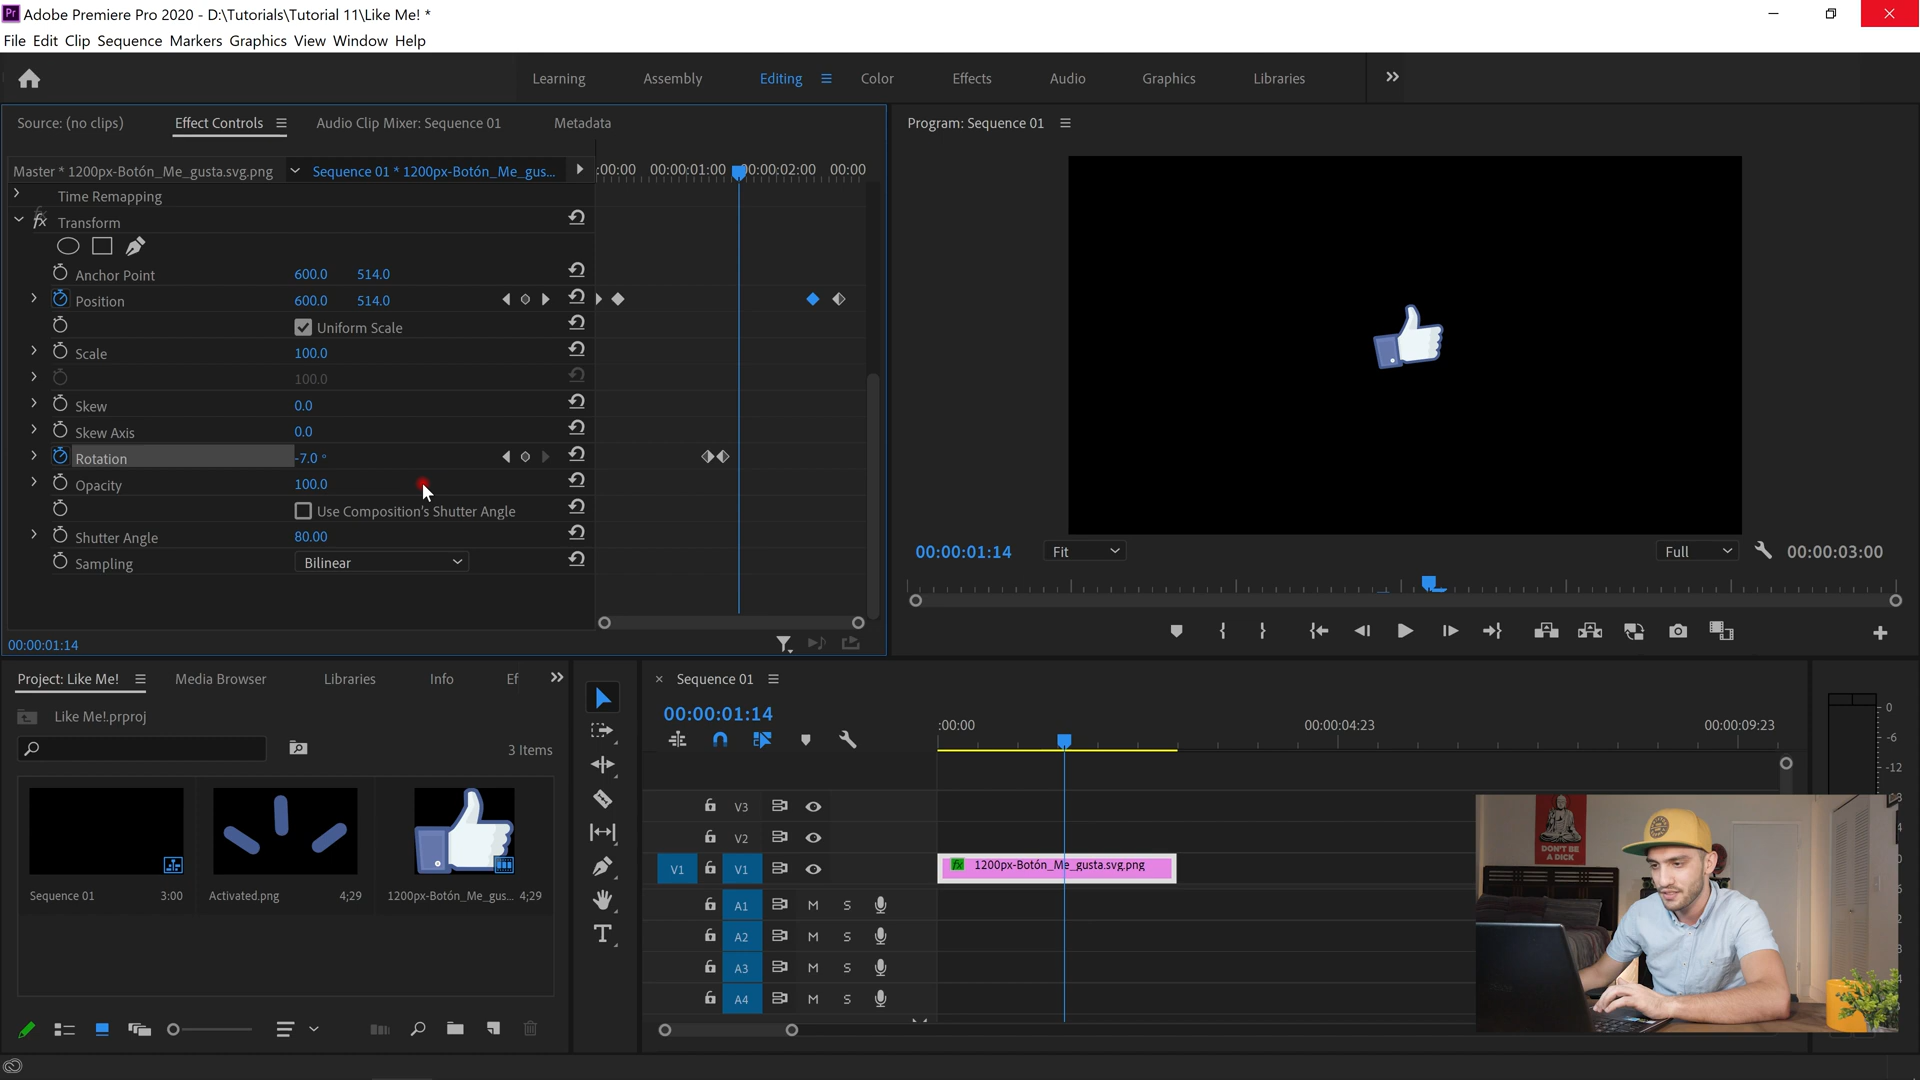 Pr Adobe Premiere Pro 2020 - D:\Tutorials\Tutorial 11\Like Me! *
File Edit Clip Sequence Markers Graphics View Window Help
Learning Assembly Editing Color Effects Audio Graphics Libraries
Source: (no clips) Effect Controls Audio Clip Mixer: Sequence 01 Metadata
Program: Sequence 01
Master * 1200px-Botón_Me_gusta.svg.png Sequence 01 * 1200px-Botón_Me_gus...
:00:00 00:00:01:00 00:00:02:00 00:00
Time Remapping
fx Transform
Anchor Point 600.0 514.0
Position 600.0 514.0
Uniform Scale
Scale 100.0
100.0
Skew 0.0
Skew Axis 0.0
Rotation -7.0 °
Opacity 100.0
Use Composition's Shutter Angle
Shutter Angle 80.00
Sampling Bilinear
00:00:01:14
00:00:01:14 Fit Full 00:00:03:00
Project: Like Me! Media Browser Libraries Info Ef
Like Me!.prproj
3 Items
Sequence 01 3:00
Activated.png 4;29
1200px-Botón_Me_gus... 4;29
× Sequence 01
00:00:01:14
:00:00 00:00:04:23 00:00:09:23
V3
V2
V1 V1 fx 1200px-Botón_Me_gusta.svg.png
A1 M S
A2 M S
A3 M S
A4 M S
T
0
-6
-12
DON'T BE
A DICK